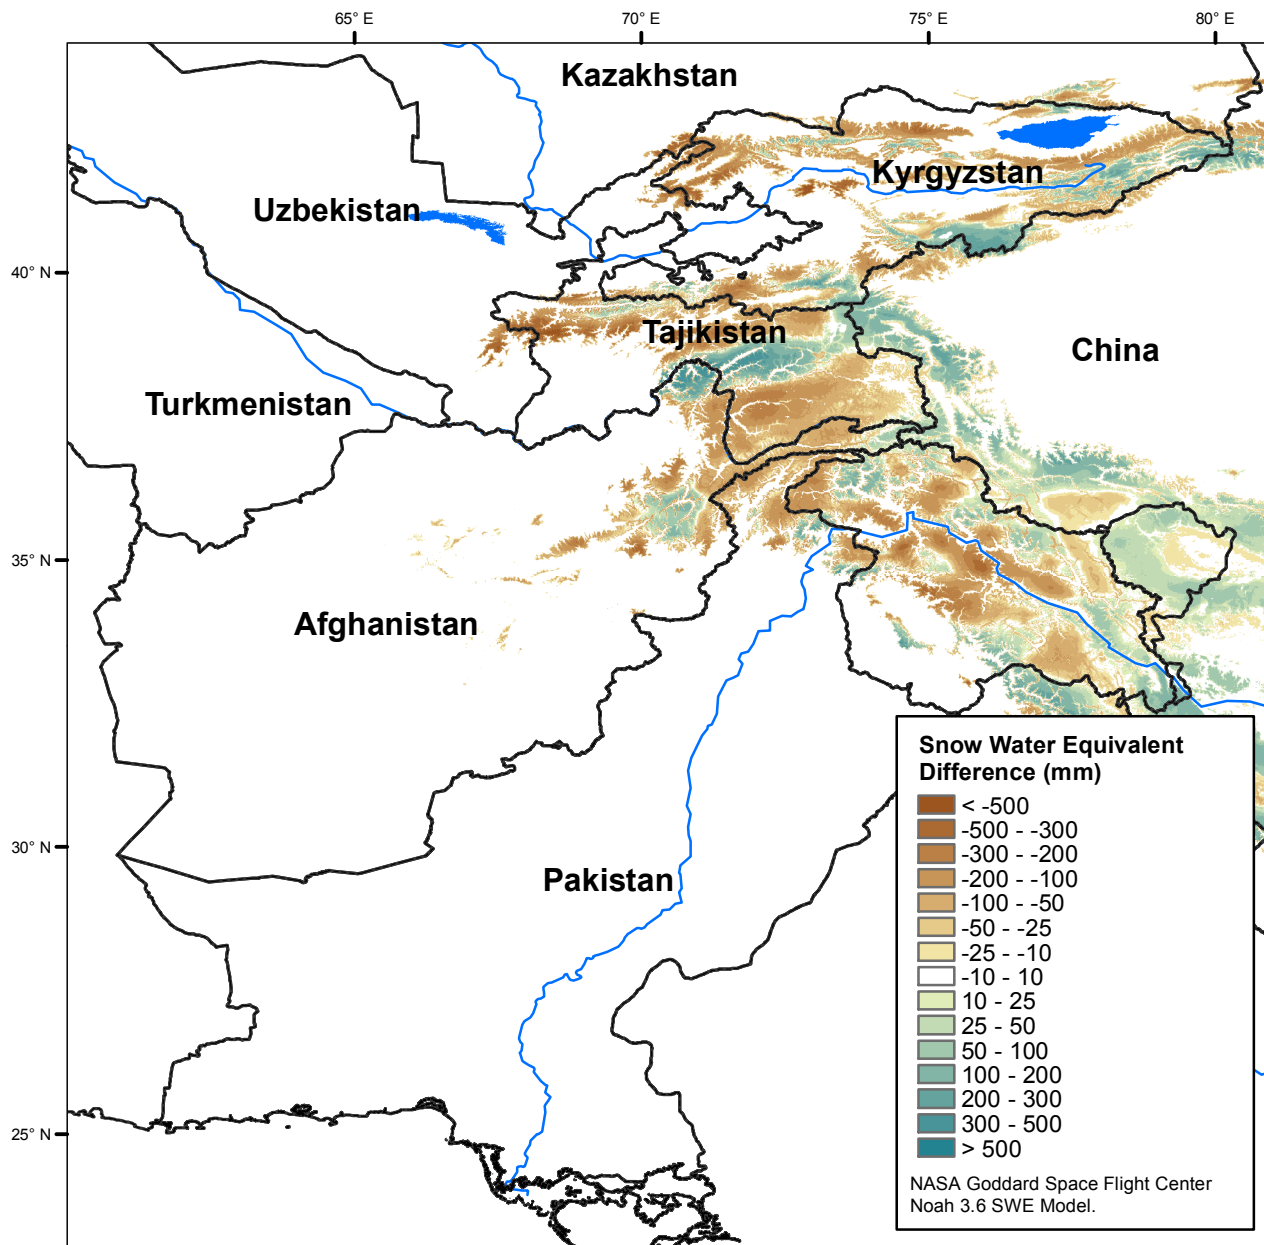 65° E
70° E
75° E
80° E
Kazakhstan
Kyrgyzstan
Uzbekistan
40° N
Tajikistan
China
Turkmenistan
35° N
Afghanistan
30° N
Pakistan
25° N
Snow Water Equivalent
Difference (mm)
< -500
-500 - -300
-300 - -200
-200 - -100
-100 - -50
-50 - -25
-25 - -10
-10 - 10
10 - 25
25 - 50
50 - 100
100 - 200
200 - 300
300 - 500
> 500
NASA Goddard Space Flight Center
Noah 3.6 SWE Model.